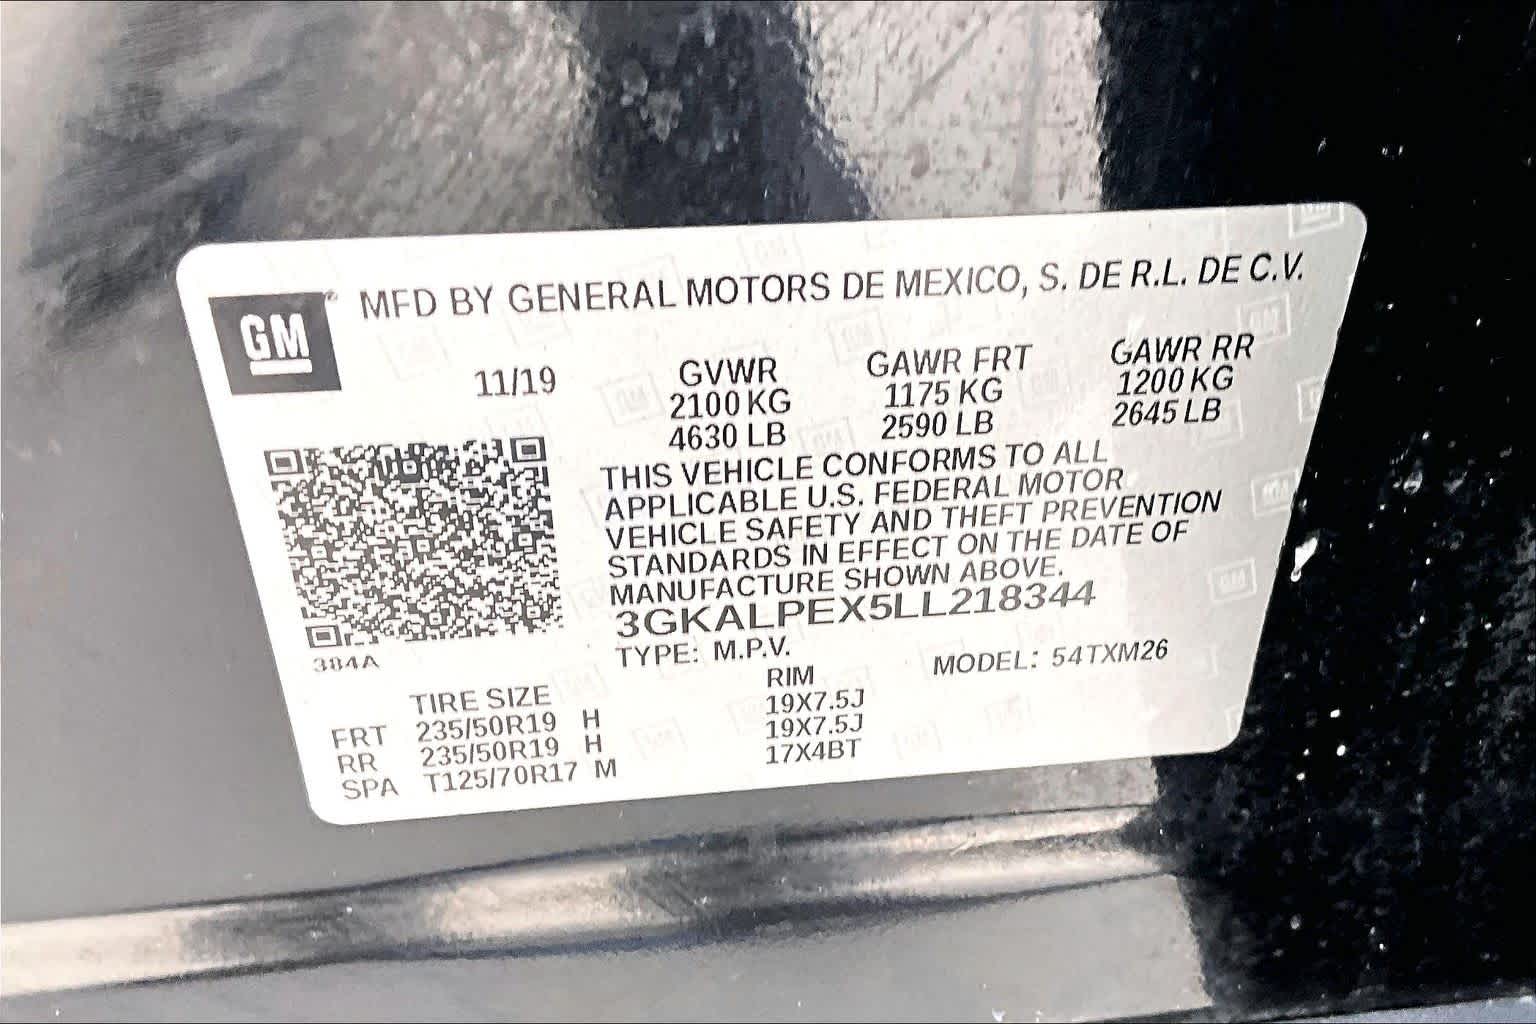 GM
MFD BY GENERAL MOTORS DE MEXICO, S. DE R.L. DE C.V.
11/19 GVWR GAWR FRT GAWR RR
2100 KG 1175 KG 1200 KG
4630 LB 2590 LB 2645 LB
THIS VEHICLE CONFORMS TO ALL
APPLICABLE U.S. FEDERAL MOTOR
VEHICLE SAFETY AND THEFT PREVENTION
STANDARDS IN EFFECT ON THE DATE OF
MANUFACTURE SHOWN ABOVE.
3GKALPEX5LL218344
384A
TYPE: M.P.V. MODEL: 54TXM26
TIRE SIZE RIM
FRT 235/50R19 H 19X7.5J
RR 235/50R19 H 19X7.5J
SPA T125/70R17 M 17X4BT